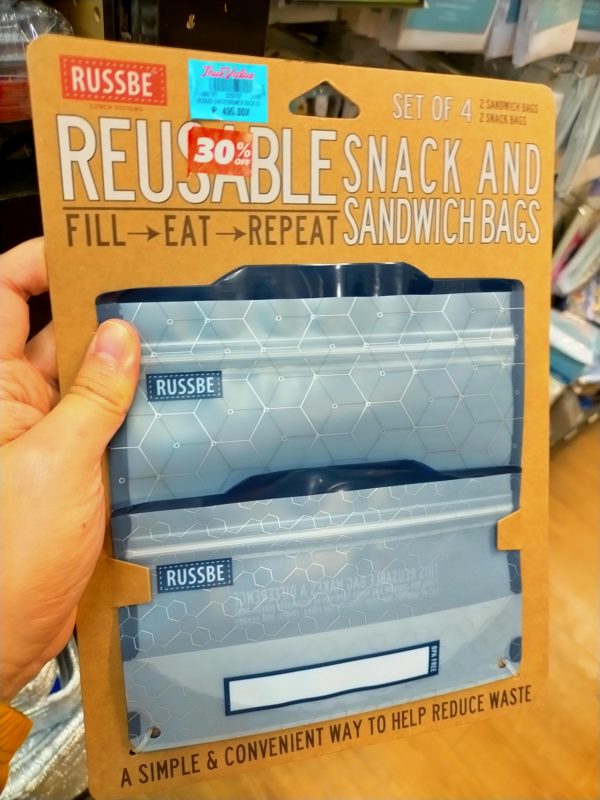 RUSSBE
LUNCH SYSTEMS
True Value
₱ 495.00
30% OFF
SET OF 4
2 SANDWICH BAGS
2 SNACK BAGS
REUSABLE
SNACK AND
SANDWICH BAGS
FILL→EAT→REPEAT
RUSSBE
RUSSBE
THIS REUSABLE BAG MAKES A DIFFERENCE
BPA FREE
A SIMPLE & CONVENIENT WAY TO HELP REDUCE WASTE